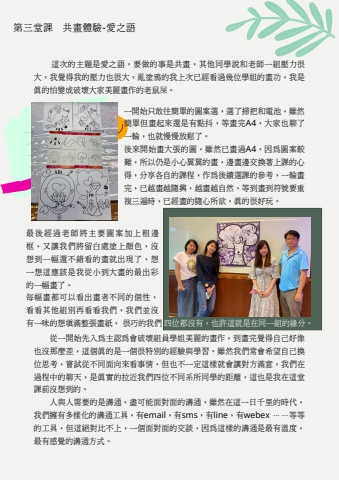 第三堂課　共畫體驗-愛之語
這次的主題是愛之語，要做的事是共畫，其他同學說和老師一組壓力很
大，我覺得我的壓力也很大，亂塗鴉的我上次已經看過幾位學姐的畫功，我是
真的怕變成破壞大家美麗畫作的老鼠屎。
一開始只敢往簡單的圖案選，選了掃把和電池，雖然
簡單但畫起來還是有點抖，等畫完A4，大家也聊了
一輪，也就慢慢放鬆了。
後來開始畫大張的圖，雖然已畫過A4，因為圖案較
難，所以仍是小心翼翼的畫，邊畫邊交換著上課的心
得，分享各自的課程，作為後續選課的參考，一輪畫
完，已越畫越隨興，越畫越自然，等到畫到符號要重
複三遍時，已經畫的隨心所欲，真的很好玩。
最後經過老師將主要圖案加上粗邊
框，又讓我們將留白處塗上顏色，沒
想到一幅還不錯看的畫就出現了，想
一想這應該是我從小到大畫的最出彩
的一幅畫了。
每幅畫都可以看出畫者不同的個性，
看看其他組別再看看我們，我們並沒
有一味的想填滿整張畫紙，很巧的我們四位都沒有，也許這就是在同一組的緣分。
從一開始先入為主認為會破壞組員學姐美麗的畫作，到畫完覺得自己好像
也沒那麼差，這個真的是一個很特別的經驗與學習，雖然我們常會希望自己換
位思考，嘗試從不同面向來看事情，但也不一定這樣就會讓對方滿意，我們在
過程中的聊天，是真實的拉近我們四位不同系所同學的距離，這也是我在這堂
課前沒想到的。
人與人需要的是溝通，盡可能面對面的溝通，雖然在這一日千里的時代，
我們擁有多樣化的溝通工具，有email，有sms，有line，有webex ⋯⋯等等
的工具，但這絕對比不上，一個面對面的交談，因為這樣的溝通是最有溫度，
最有感覺的溝通方式。